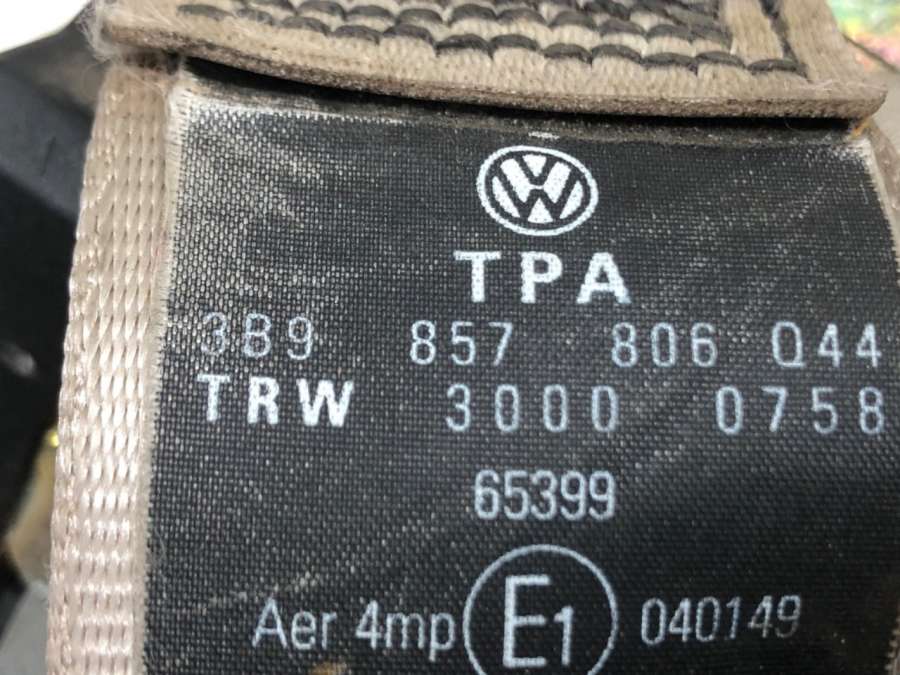 TPA
3B9 857 806 Q44
TRW 3000 0758
65399
Aer 4mp E1 040149